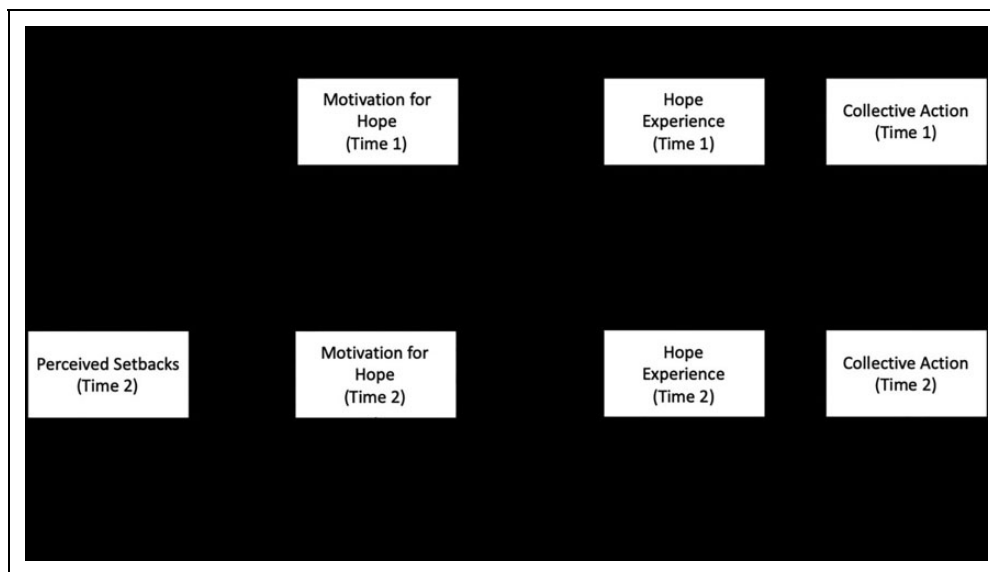 Motivation for
Hope
(Time 1)
Hope
Experience
(Time 1)
Collective Action
(Time 1)
Perceived Setbacks
(Time 2)
Motivation for
Hope
(Time 2)
Hope
Experience
(Time 2)
Collective Action
(Time 2)